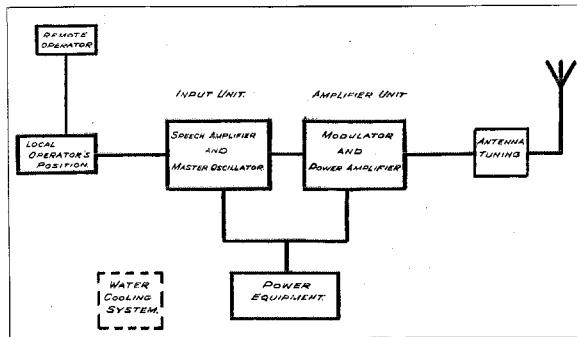 REMOTE
OPERATOR
INPUT UNIT.
AMPLIFIER UNIT
LOCAL
OPERATOR'S
POSITION.
SPEECH AMPLIFIER
AND
MASTER OSCILLATOR.
MODULATOR
AND
POWER AMPLIFIER
ANTENNA
TUNING
WATER
COOLING
SYSTEM.
POWER
EQUIPMENT.